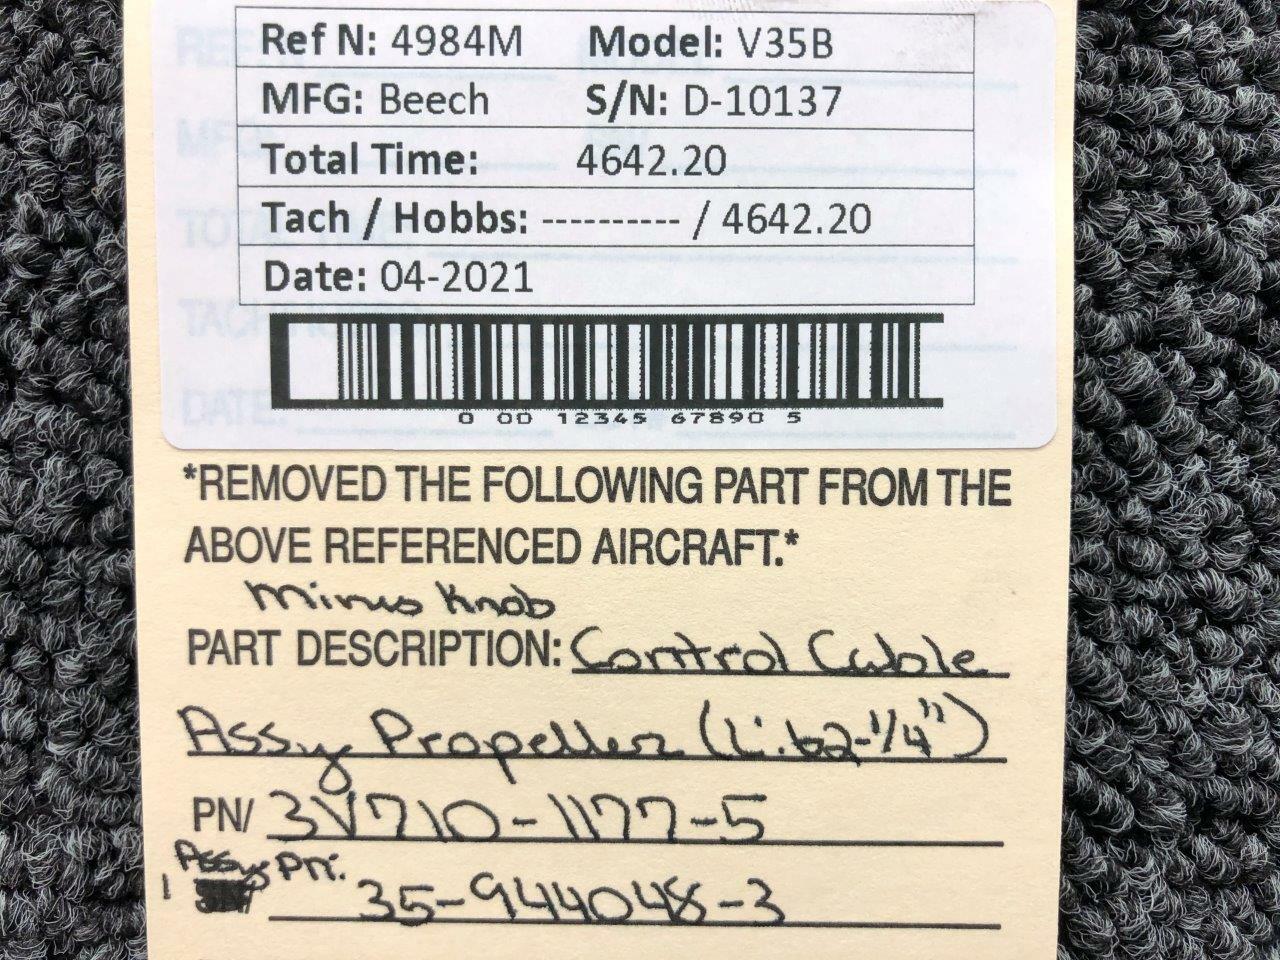 Ref N: 4984M Model: V35B
MFG: Beech S/N: D-10137
Total Time: 4642.20
Tach / Hobbs: ---------- / 4642.20
Date: 04-2021
0 00 12345 67890 5
*REMOVED THE FOLLOWING PART FROM THE
ABOVE REFERENCED AIRCRAFT.*
Minus Knob
PART DESCRIPTION: Control Cable
Assy Propeller (L: 62-1/4")
PN/ 3V710-1177-5
Assy PN:
35-944048-3